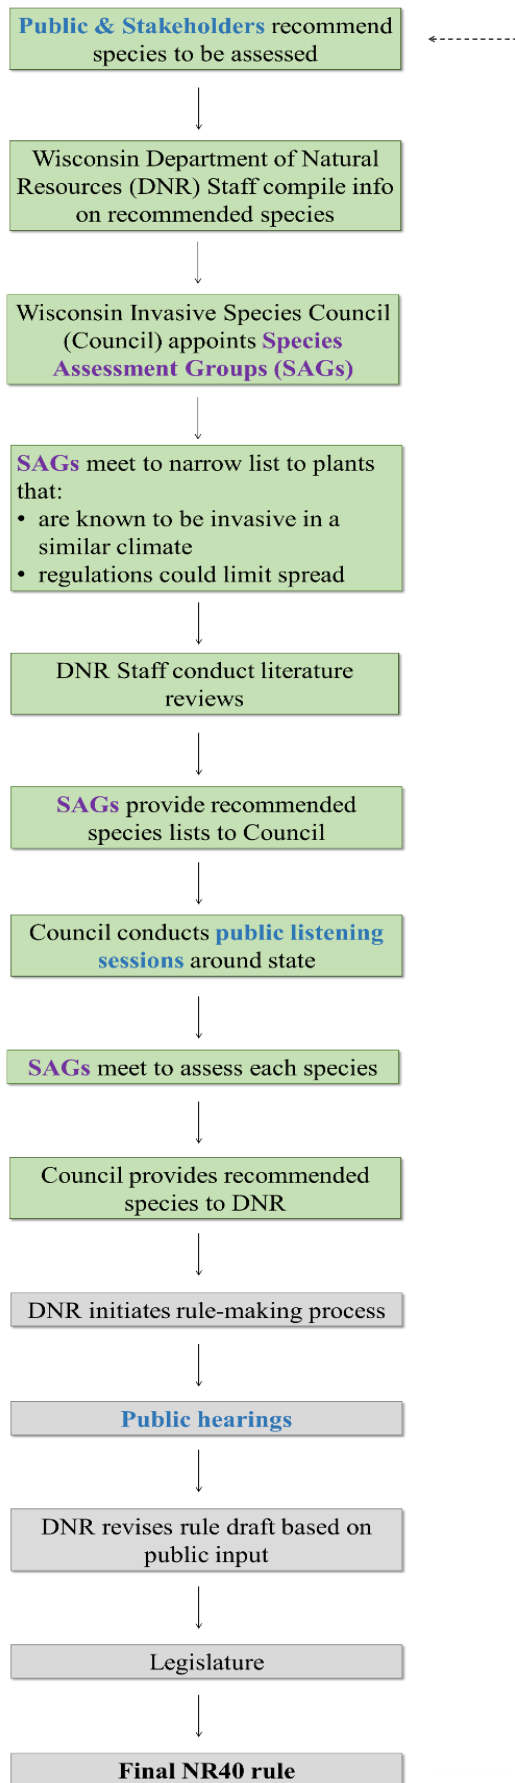 Public & Stakeholders recommend
species to be assessed
Wisconsin Department of Natural
Resources (DNR) Staff compile info
on recommended species
Wisconsin Invasive Species Council
(Council) appoints Species
Assessment Groups (SAGs)
SAGs meet to narrow list to plants
that:
• are known to be invasive in a
similar climate
• regulations could limit spread
DNR Staff conduct literature
reviews
SAGs provide recommended
species lists to Council
Council conducts public listening
sessions around state
SAGs meet to assess each species
Council provides recommended
species to DNR
DNR initiates rule-making process
Public hearings
DNR revises rule draft based on
public input
Legislature
Final NR40 rule